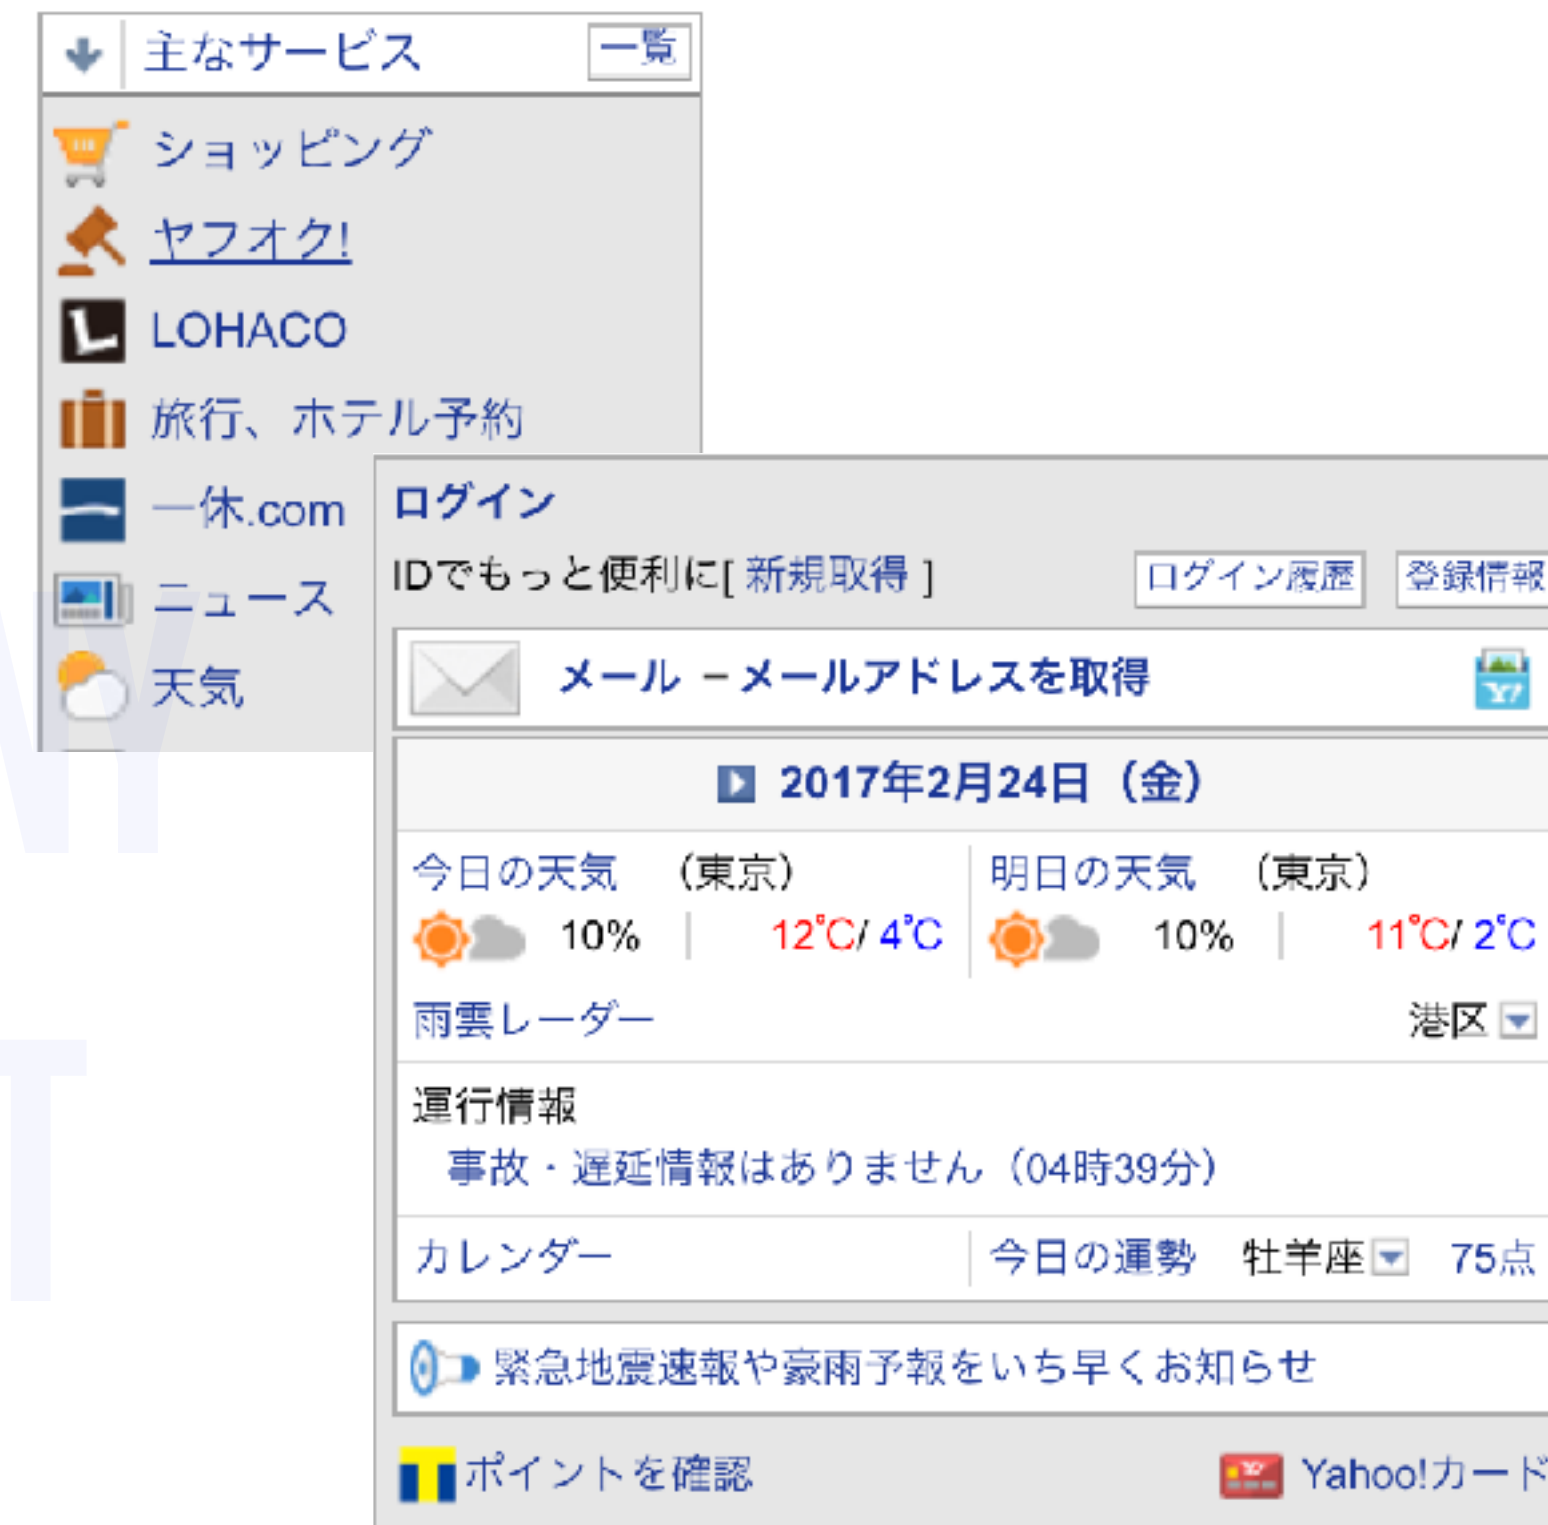 主なサービス 一覧
ショッピング
ヤフオク!
LOHACO
旅行、ホテル予約
一休.com
ニュース
天気
ログイン
IDでもっと便利に[ 新規取得 ] ログイン履歴 登録情報
メール －メールアドレスを取得
2017年2月24日（金）
今日の天気 （東京） 明日の天気 （東京）
10% 12℃/ 4℃ 10% 11℃/ 2℃
雨雲レーダー 港区
運行情報
事故・遅延情報はありません（04時39分）
カレンダー 今日の運勢 牡羊座 75点
緊急地震速報や豪雨予報をいち早くお知らせ
ポイントを確認 Yahoo!カード